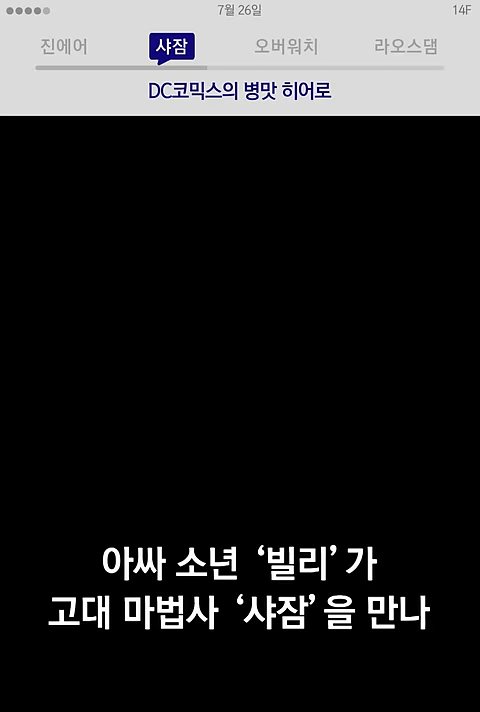 7월 26일
14F
진에어
샤잠
오버워치
라오스댐
DC코믹스의 병맛 히어로
아싸 소년 ‘빌리’ 가
고대 마법사 ‘샤잠’ 을 만나